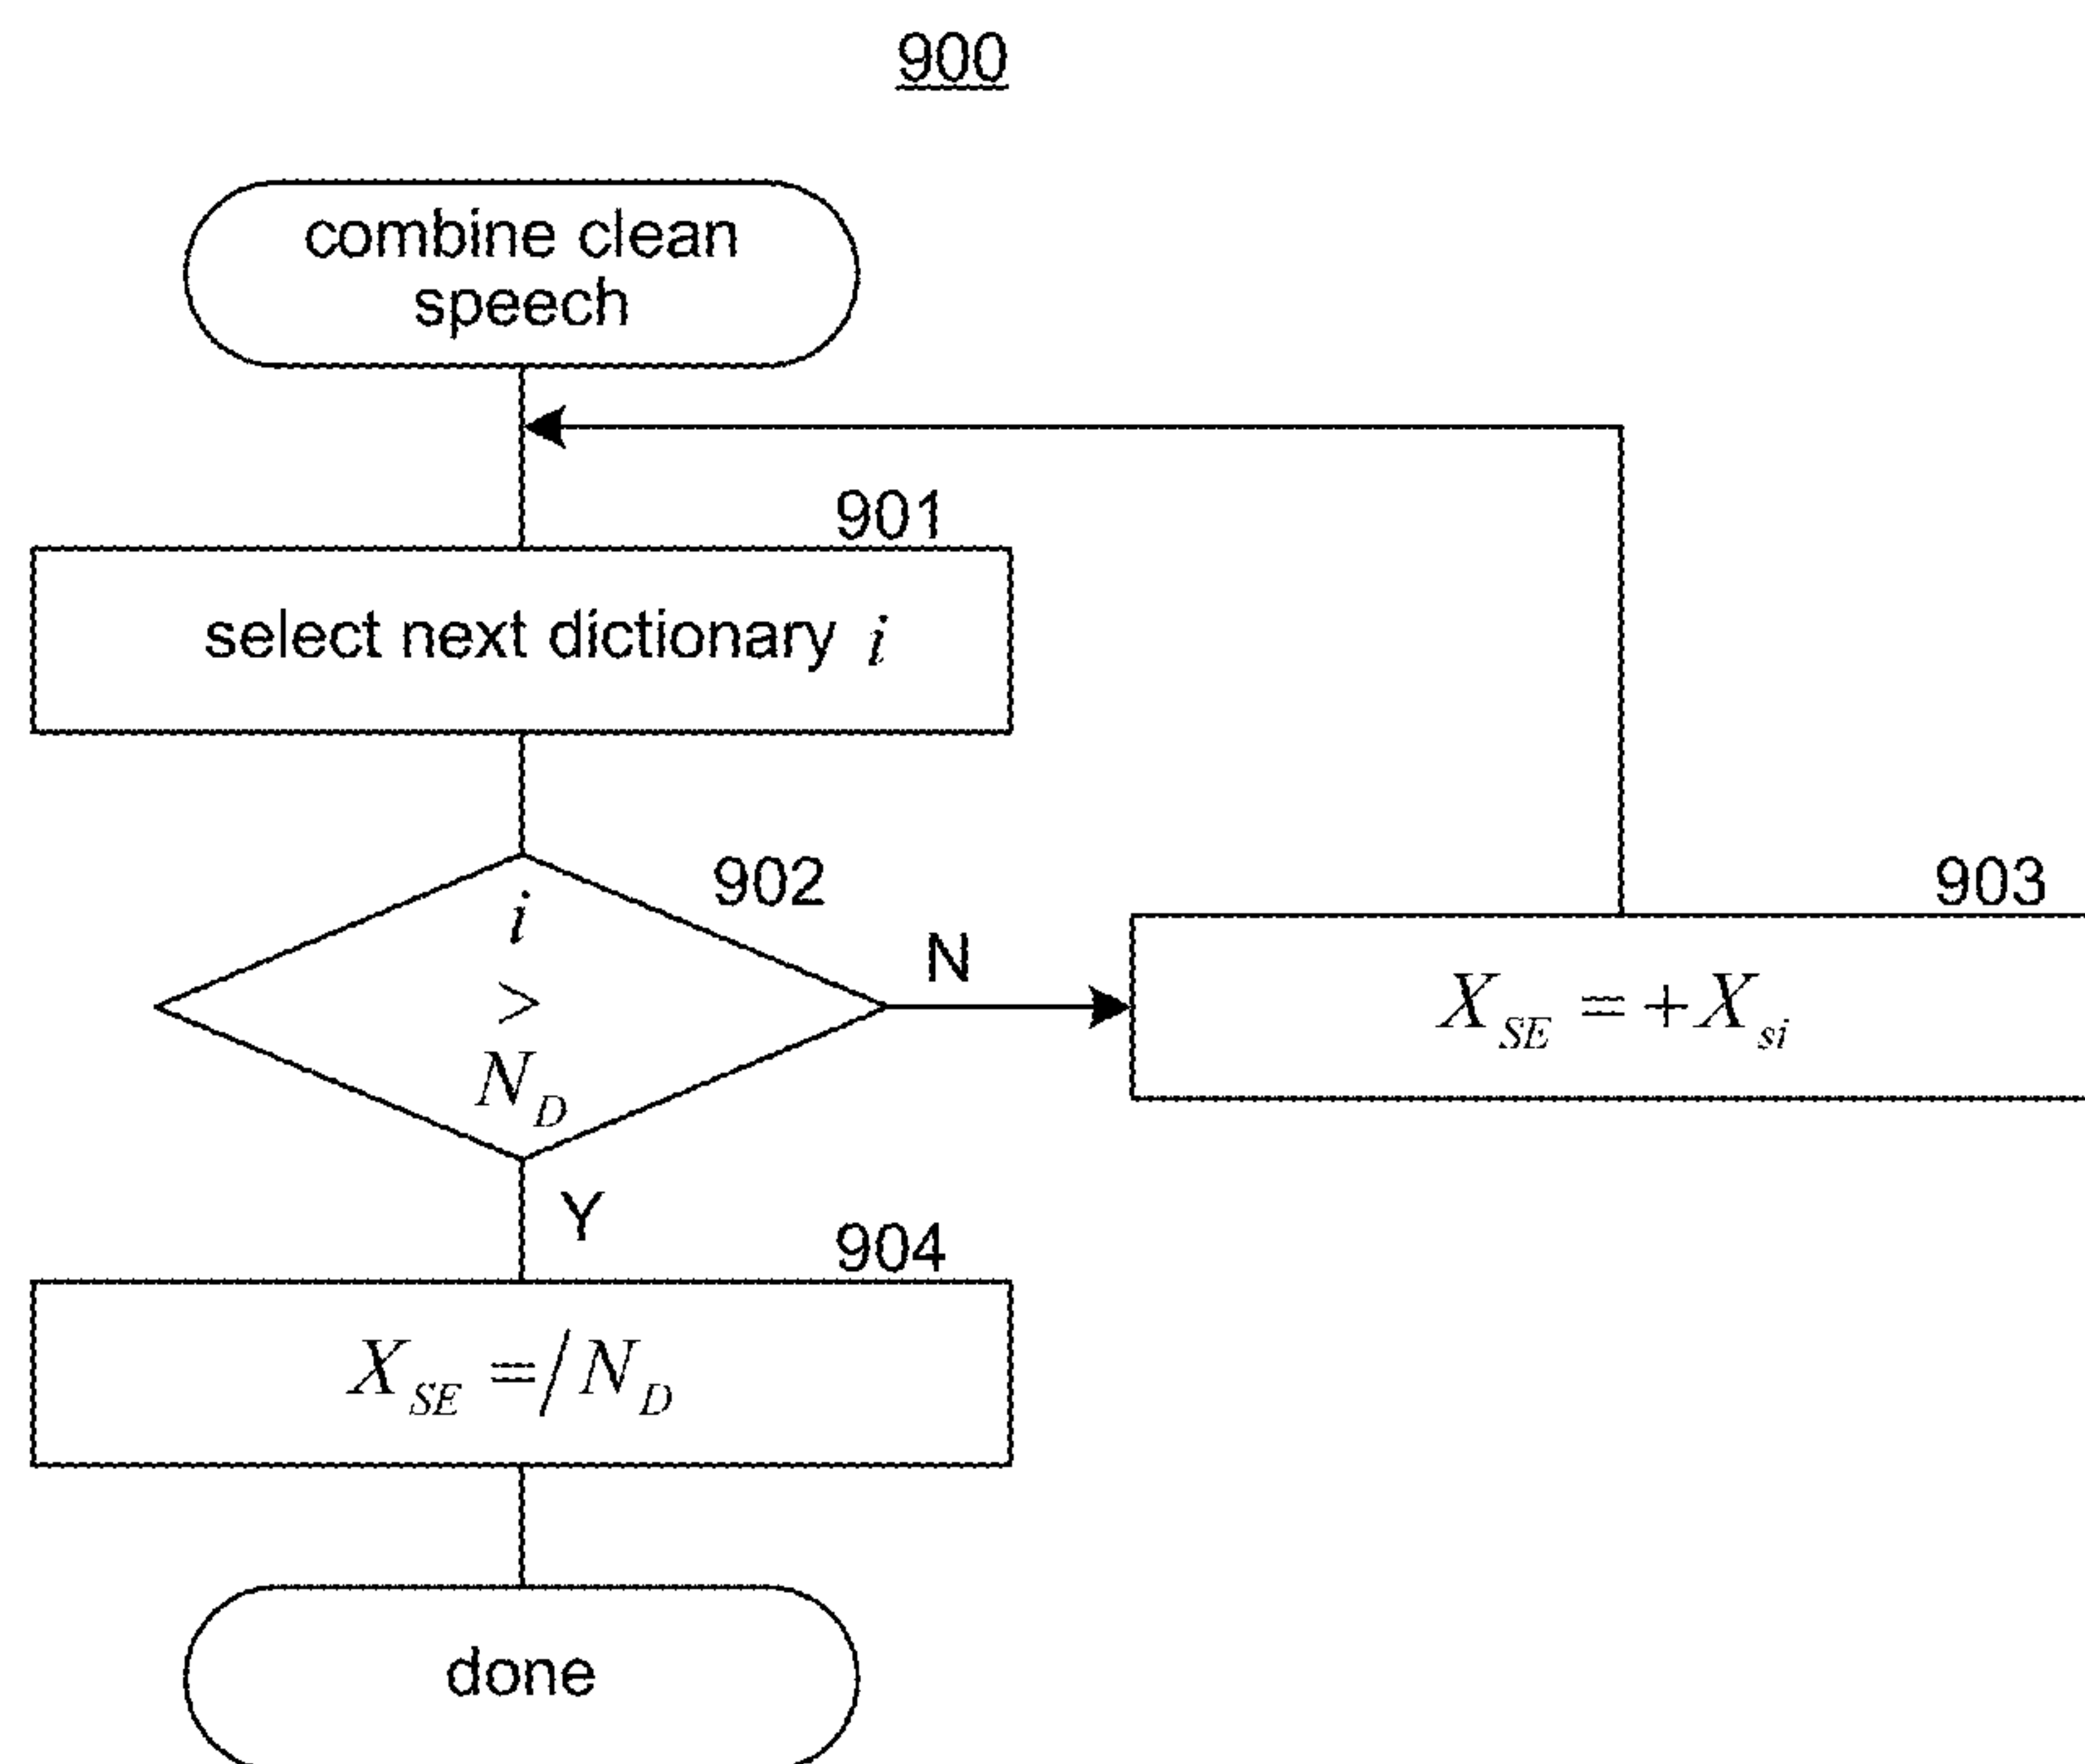 900
combine clean
speech
901
select next dictionary i
902
i
>
N_D
N
903
X_SE = +X_si
Y
904
X_SE =/N_D
done